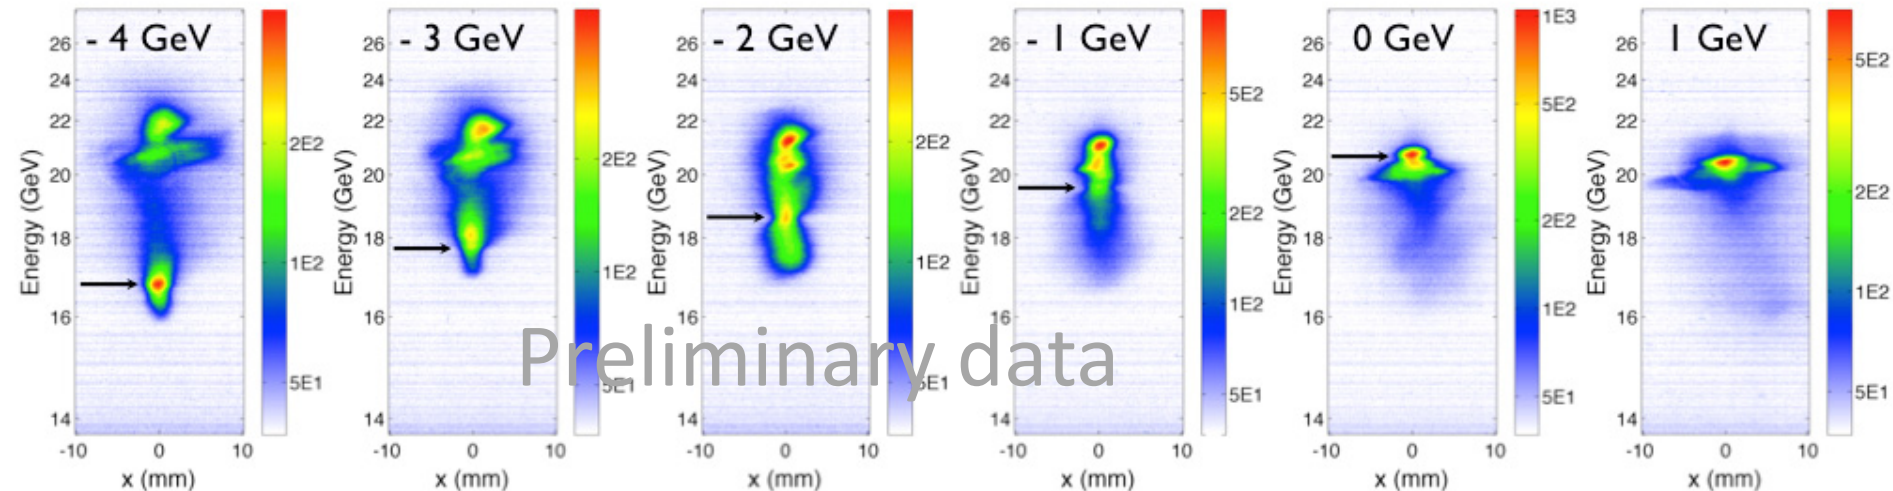 - 4 GeV
26
24
22
20
18
16
14
Energy (GeV)
-10 0 10
x (mm)
2E2
1E2
5E1
- 3 GeV
26
24
22
20
18
16
14
Energy (GeV)
-10 0 10
x (mm)
2E2
1E2
5E1
- 2 GeV
26
24
22
20
18
16
14
Energy (GeV)
-10 0 10
x (mm)
2E2
1E2
5E1
- 1 GeV
26
24
22
20
18
16
14
Energy (GeV)
-10 0 10
x (mm)
5E2
2E2
1E2
5E1
0 GeV
26
24
22
20
18
16
14
Energy (GeV)
-10 0 10
x (mm)
1E3
5E2
2E2
1E2
5E1
1 GeV
26
24
22
20
18
16
14
Energy (GeV)
-10 0 10
x (mm)
5E2
2E2
1E2
5E1
Preliminary data